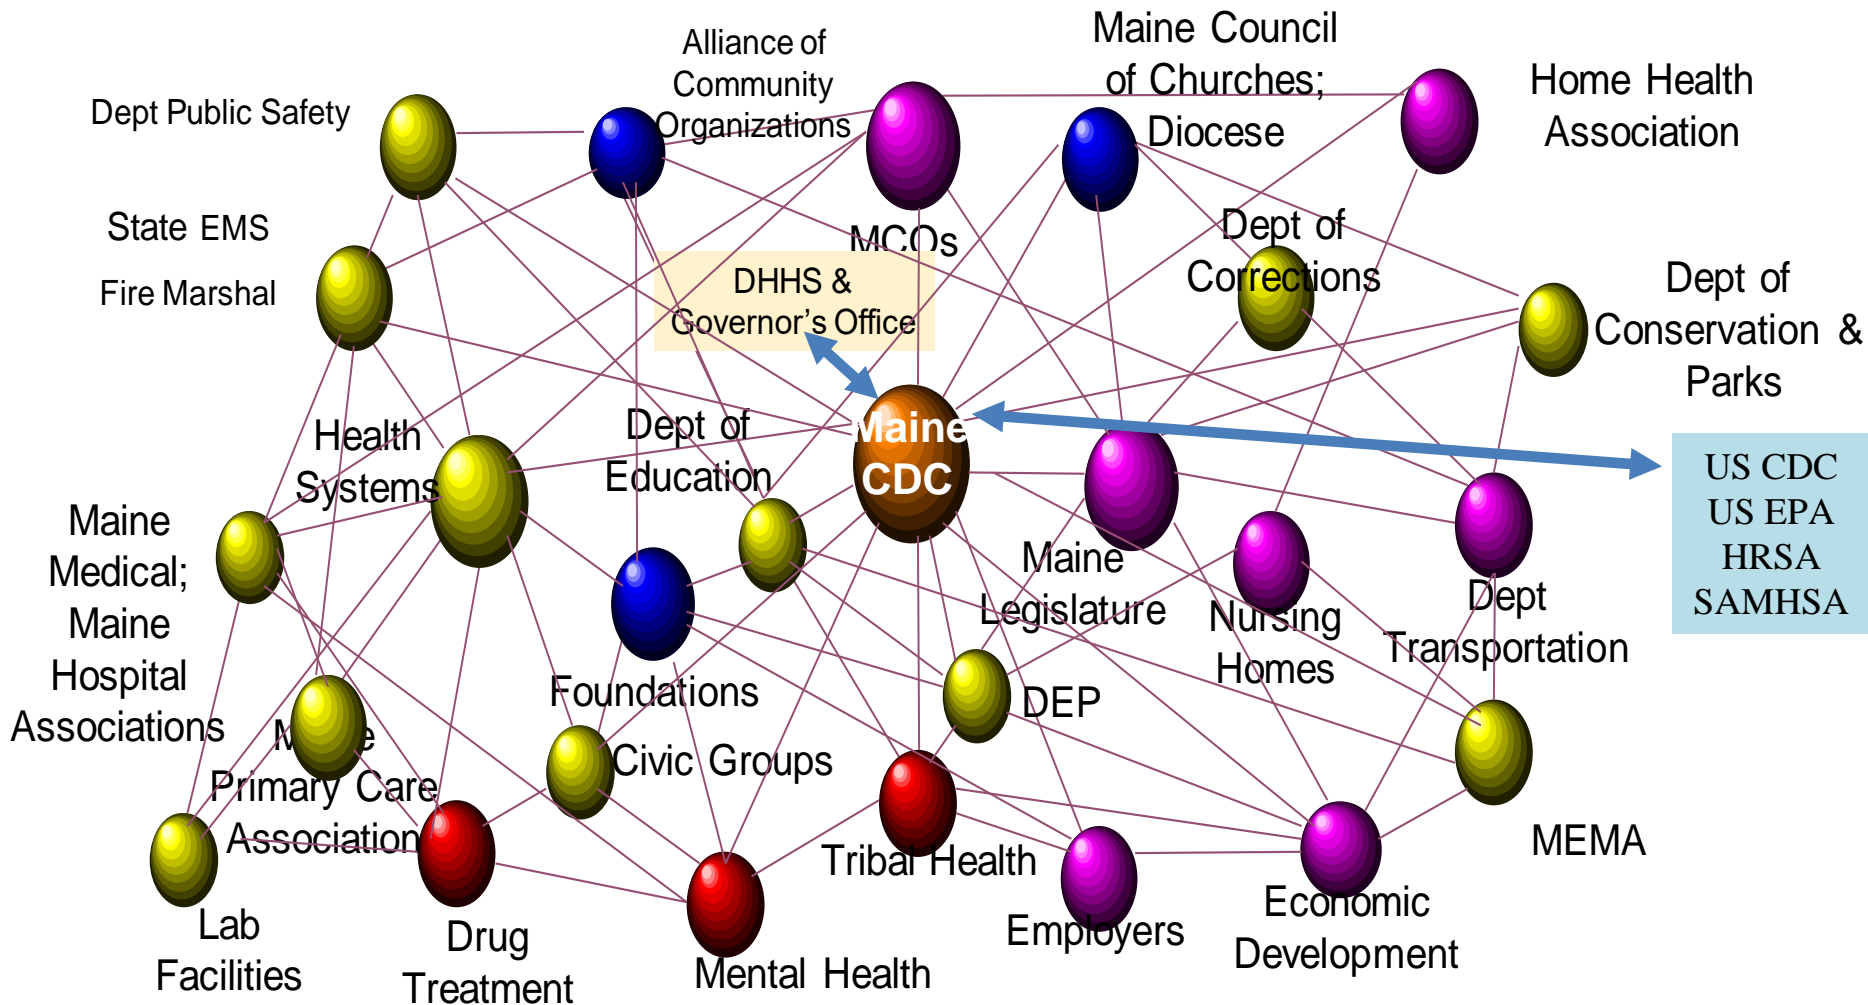 Alliance of
Community
Organizations
Maine Council
of Churches;
Diocese
Home Health
Association
Dept Public Safety
State EMS
Fire Marshal
MCOs
DHHS &
Governor’s Office
Dept of
Corrections
Dept of
Conservation &
Parks
Health
Systems
Dept of
Education
Maine
CDC
US CDC
US EPA
HRSA
SAMHSA
Maine
Medical;
Maine
Hospital
Associations
Maine
Legislature
Nursing
Homes
Dept
Transportation
Foundations
DEP
Civic Groups
Maine
Primary Care
Association
Tribal Health
MEMA
Employers
Economic
Development
Lab
Facilities
Drug
Treatment
Mental Health